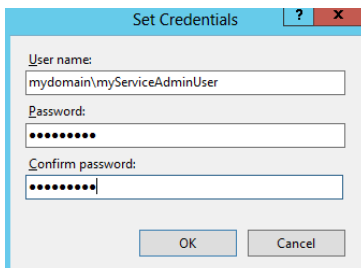 Set Credentials
? x
User name:
mydomain\myServiceAdminUser
Password:
●●●●●●●●●
Confirm password:
●●●●●●●●●
OK Cancel